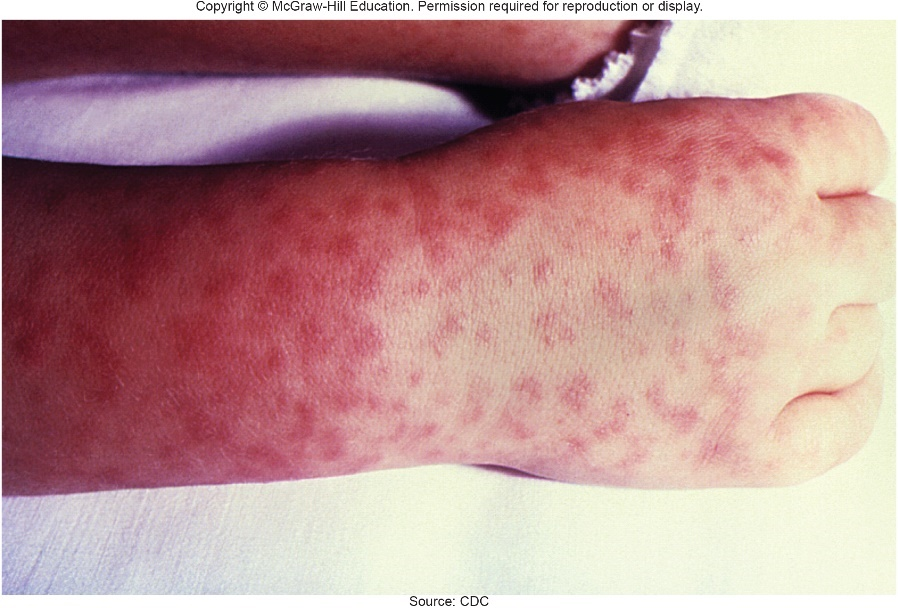 Copyright © McGraw-Hill Education. Permission required for reproduction or display.
Source: CDC